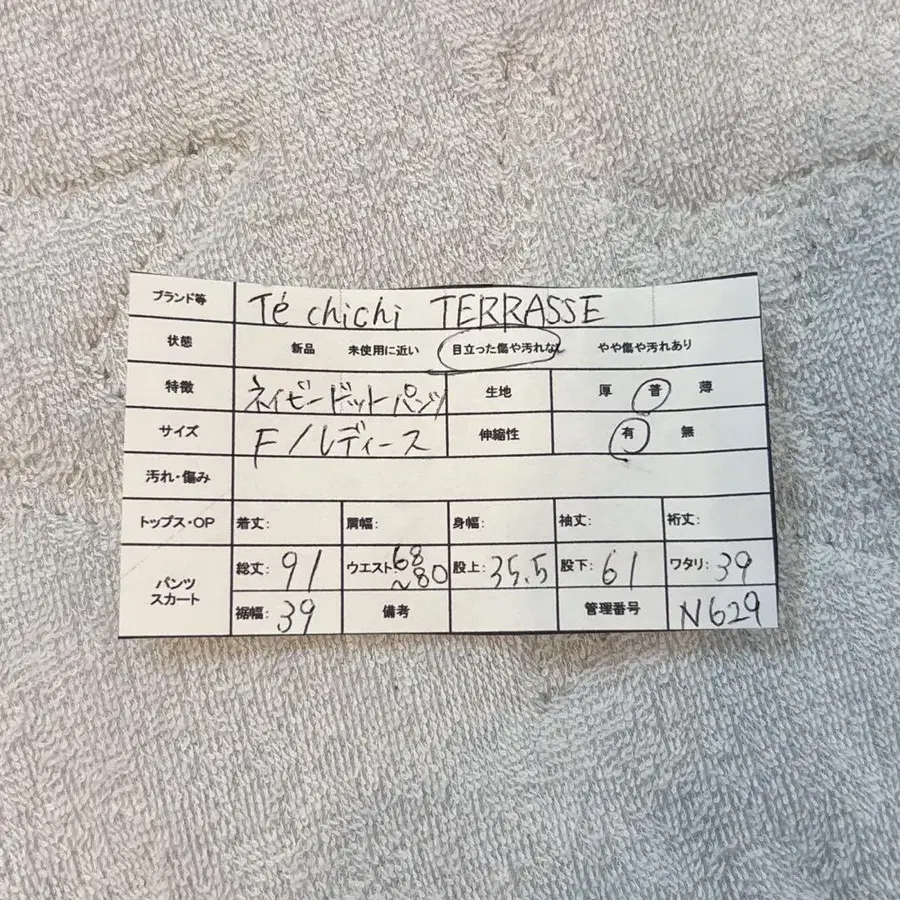 ブランド等 Té chichi TERRASSE
状態 新品 未使用に近い 目立った傷や汚れなし やや傷や汚れあり
特徴 ネイビードットパンツ 生地 厚 普 薄
サイズ F/レディース 伸縮性 有 無
汚れ・傷み
トップス・OP 着丈: 肩幅: 身幅: 袖丈: 裄丈:
パンツ スカート 総丈: 91 ウエスト: 68～80 股上: 35.5 股下: 61 ワタリ: 39
裾幅: 39 備考 管理番号 N629